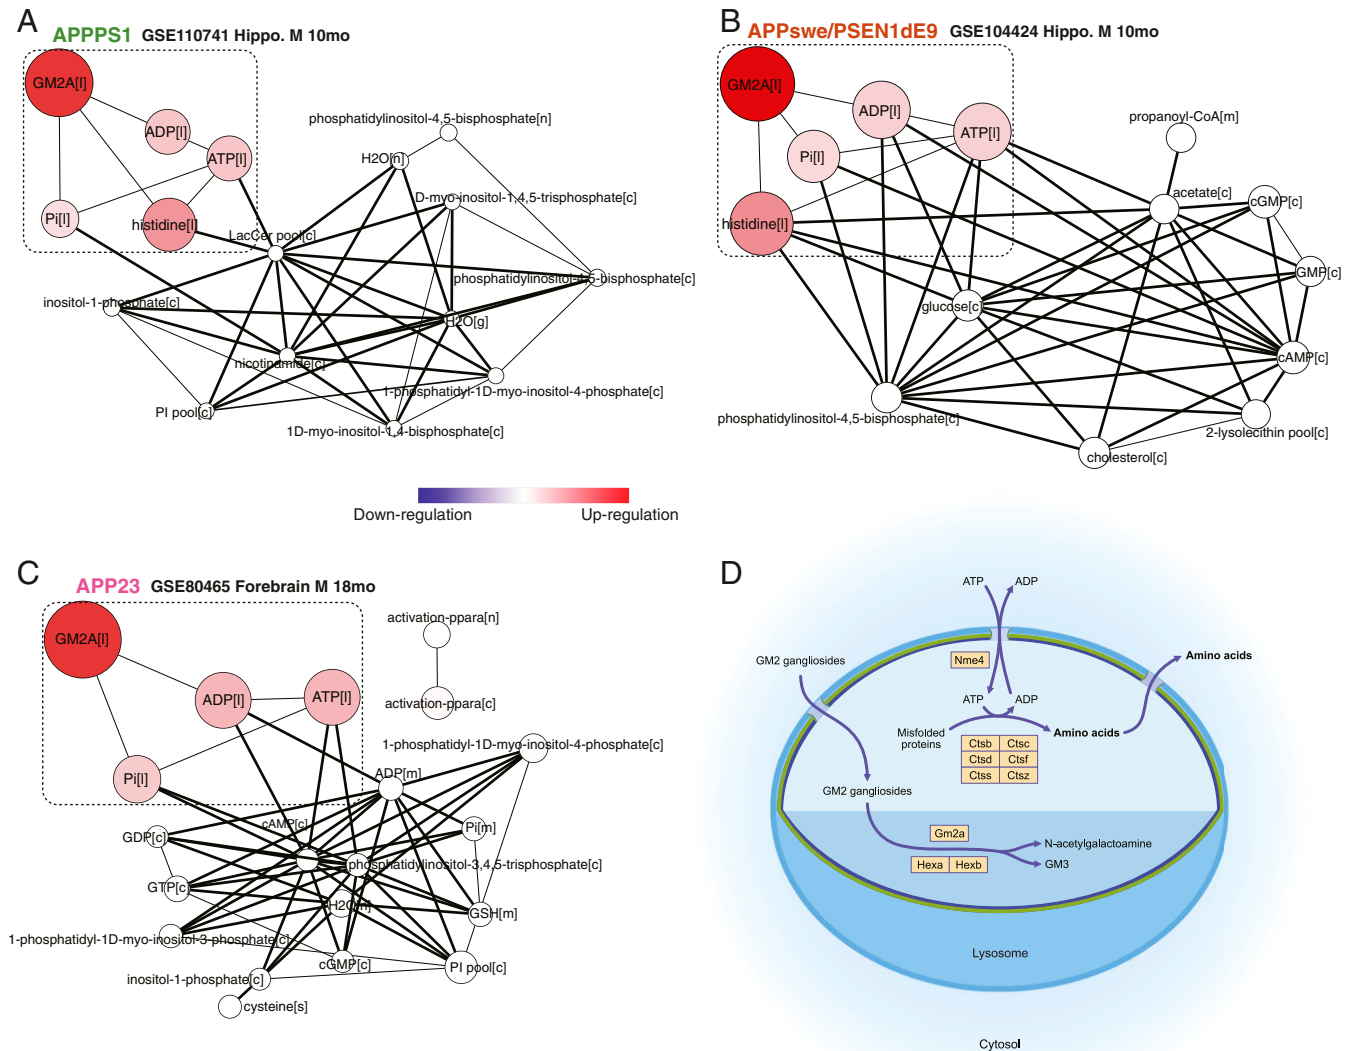 A
APPPS1 GSE110741 Hippo. M 10mo
GM2A[l]
ADP[l]
ATP[l]
Pi[l]
histidine[l]
phosphatidylinositol-4,5-bisphosphate[n]
H2O[n]
D-myo-inositol-1,4,5-trisphosphate[c]
LacCer pool[c]
phosphatidylinositol-4,5-bisphosphate[c]
inositol-1-phosphate[c]
H2O[g]
nicotinamide[c]
1-phosphatidyl-1D-myo-inositol-4-phosphate[c]
PI pool[c]
1D-myo-inositol-1,4-bisphosphate[c]
B
APPswe/PSEN1dE9 GSE104424 Hippo. M 10mo
GM2A[l]
ADP[l]
ATP[l]
Pi[l]
histidine[l]
propanoyl-CoA[m]
acetate[c]
cGMP[c]
GMP[c]
glucose[c]
cAMP[c]
phosphatidylinositol-4,5-bisphosphate[c]
2-lysolecithin pool[c]
cholesterol[c]
Down-regulation
Up-regulation
C
APP23 GSE80465 Forebrain M 18mo
GM2A[l]
ADP[l]
ATP[l]
Pi[l]
activation-ppara[n]
activation-ppara[c]
1-phosphatidyl-1D-myo-inositol-4-phosphate[c]
ADP[m]
cAMP[c]
Pi[m]
GDP[c]
phosphatidylinositol-3,4,5-trisphosphate[c]
GTP[c]
H2O[n]
GSH[m]
1-phosphatidyl-1D-myo-inositol-3-phosphate[c]
cGMP[c]
PI pool[c]
inositol-1-phosphate[c]
cysteine[s]
D
ATP
ADP
Nme4
GM2 gangliosides
Amino acids
ATP
ADP
Misfolded
proteins
Amino acids
Ctsb Ctsc
Ctsd Ctsf
Ctss Ctsz
GM2 gangliosides
Gm2a
N-acetylgalactoamine
Hexa Hexb
GM3
Lysosome
Cytosol